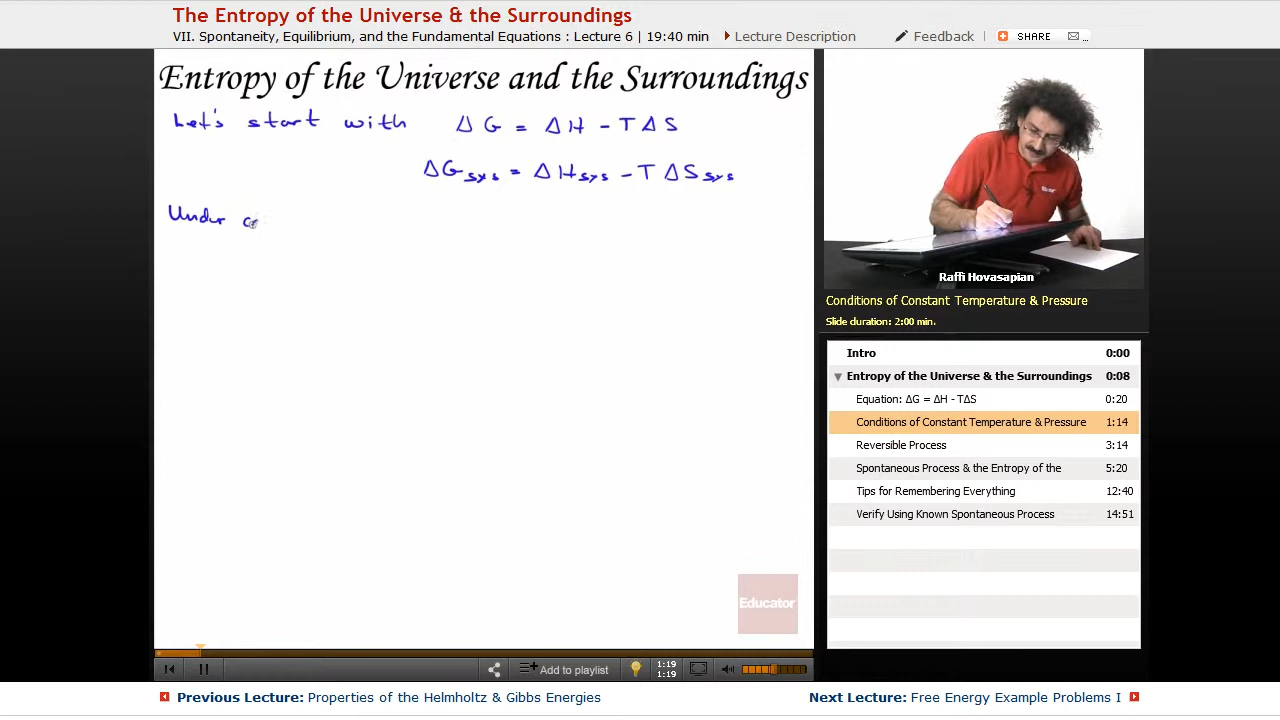 The Entropy of the Universe & the Surroundings
VII. Spontaneity, Equilibrium, and the Fundamental Equations : Lecture 6 | 19:40 min
Lecture Description
Feedback
SHARE
Entropy of the Universe and the Surroundings
Let's start with ΔG = ΔH - TΔS
ΔGsys = ΔHsys - TΔSsys
Under
Educator
Raffi Hovasapian
Conditions of Constant Temperature & Pressure
Slide duration: 2:00 min.
Intro 0:00
Entropy of the Universe & the Surroundings 0:08
Equation: ΔG = ΔH - TΔS 0:20
Conditions of Constant Temperature & Pressure 1:14
Reversible Process 3:14
Spontaneous Process & the Entropy of the 5:20
Tips for Remembering Everything 12:40
Verify Using Known Spontaneous Process 14:51
Add to playlist
1:19
1:19
Previous Lecture: Properties of the Helmholtz & Gibbs Energies
Next Lecture: Free Energy Example Problems I